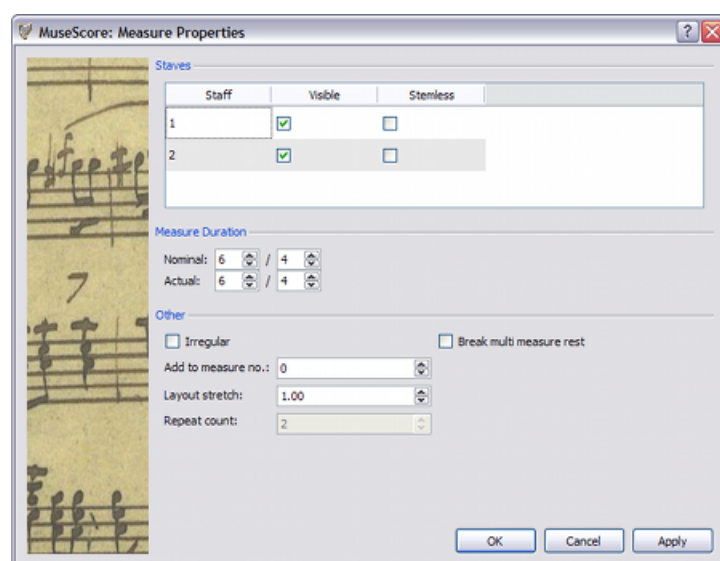 MuseScore: Measure Properties
Staves
Staff Visible Stemless
1
2
Measure Duration
Nominal: 6 / 4
Actual: 6 / 4
7
Other
Irregular Break multi measure rest
Add to measure no.: 0
Layout stretch: 1.00
Repeat count: 2
OK Cancel Apply